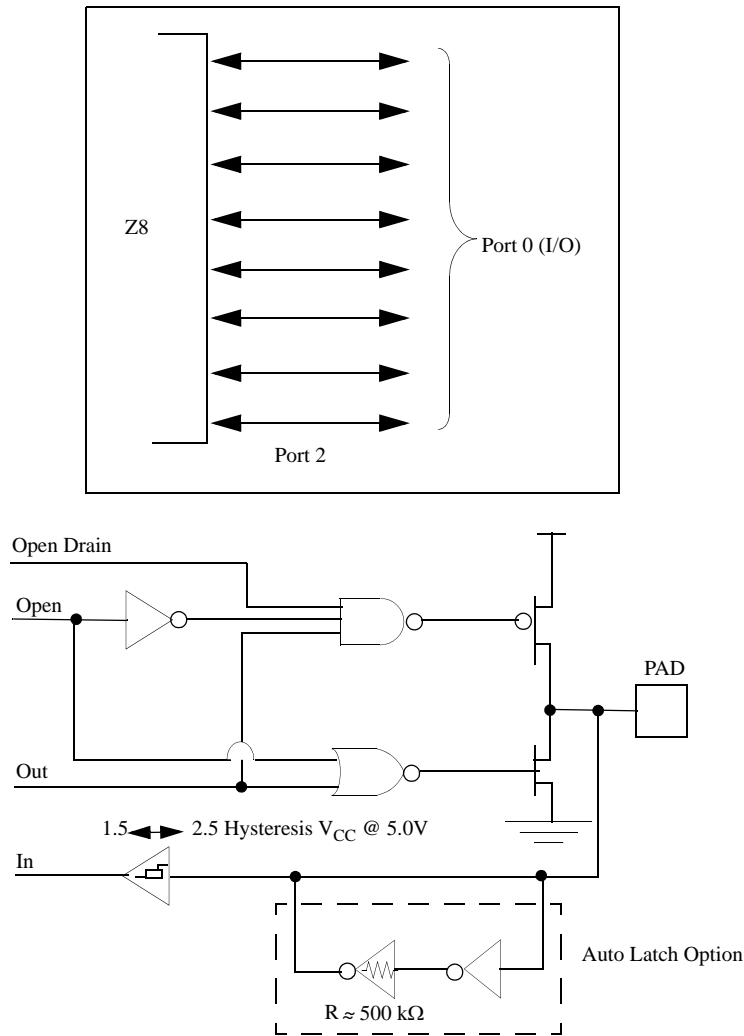 Z8
Port 0 (I/O)
Port 2
Open Drain
Open
PAD
Out
1.5 2.5 Hysteresis VCC @ 5.0V
In
Auto Latch Option
R ≈ 500 kΩ